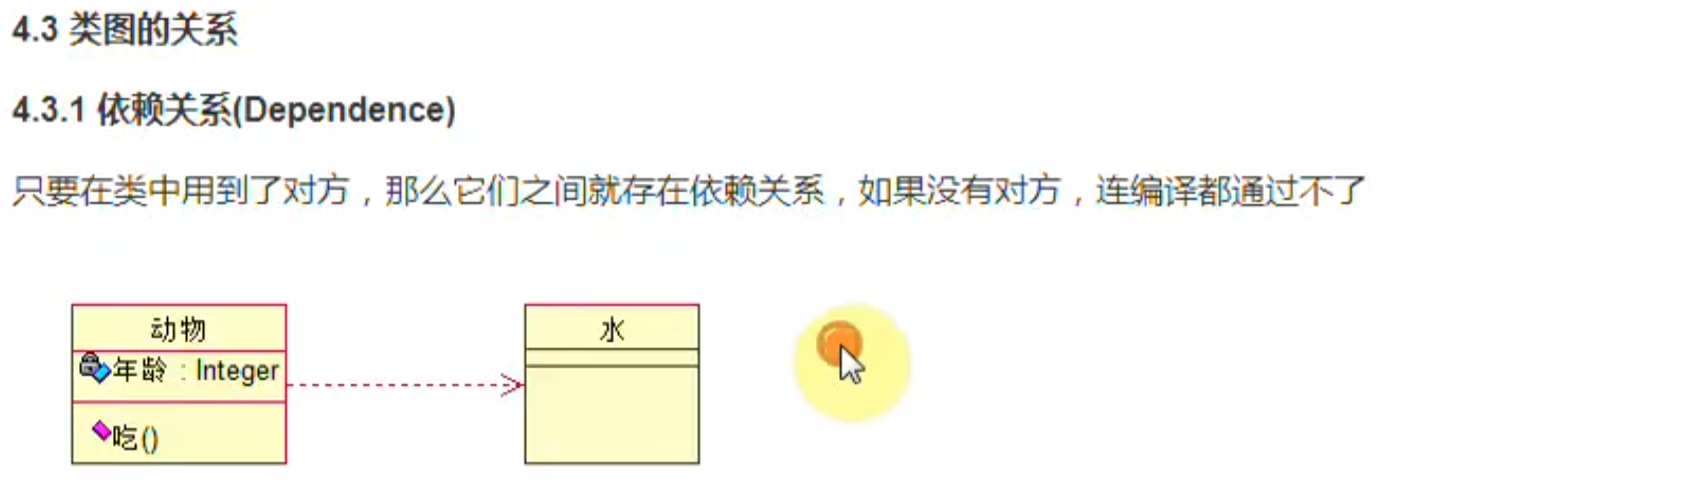 4.3 类图的关系
4.3.1 依赖关系(Dependence)
只要在类中用到了对方，那么它们之间就存在依赖关系，如果没有对方，连编译都通过不了
动物
年龄 : Integer
吃()
水